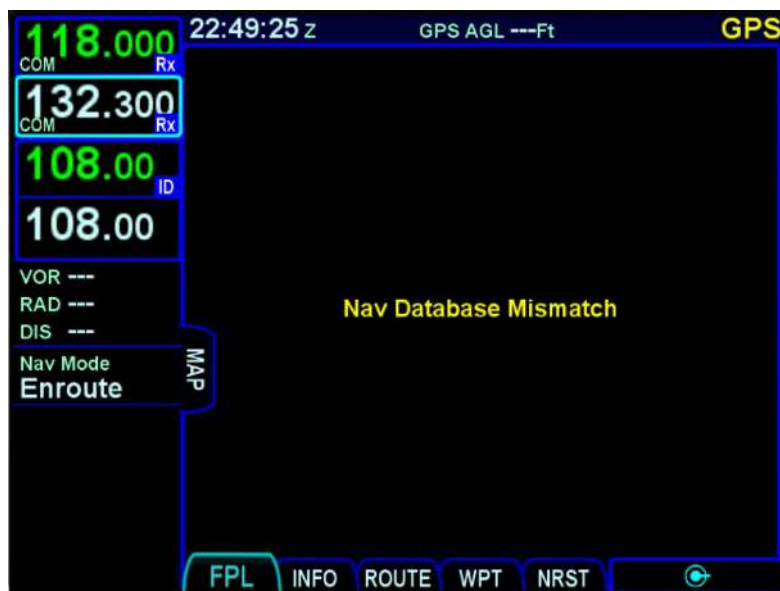 118.000
COM Rx
132.300
COM Rx
108.00
ID
108.00
VOR ---
RAD ---
DIS ---
Nav Mode
Enroute
22:49:25 Z GPS AGL ---Ft GPS
MAP
Nav Database Mismatch
FPL INFO ROUTE WPT NRST